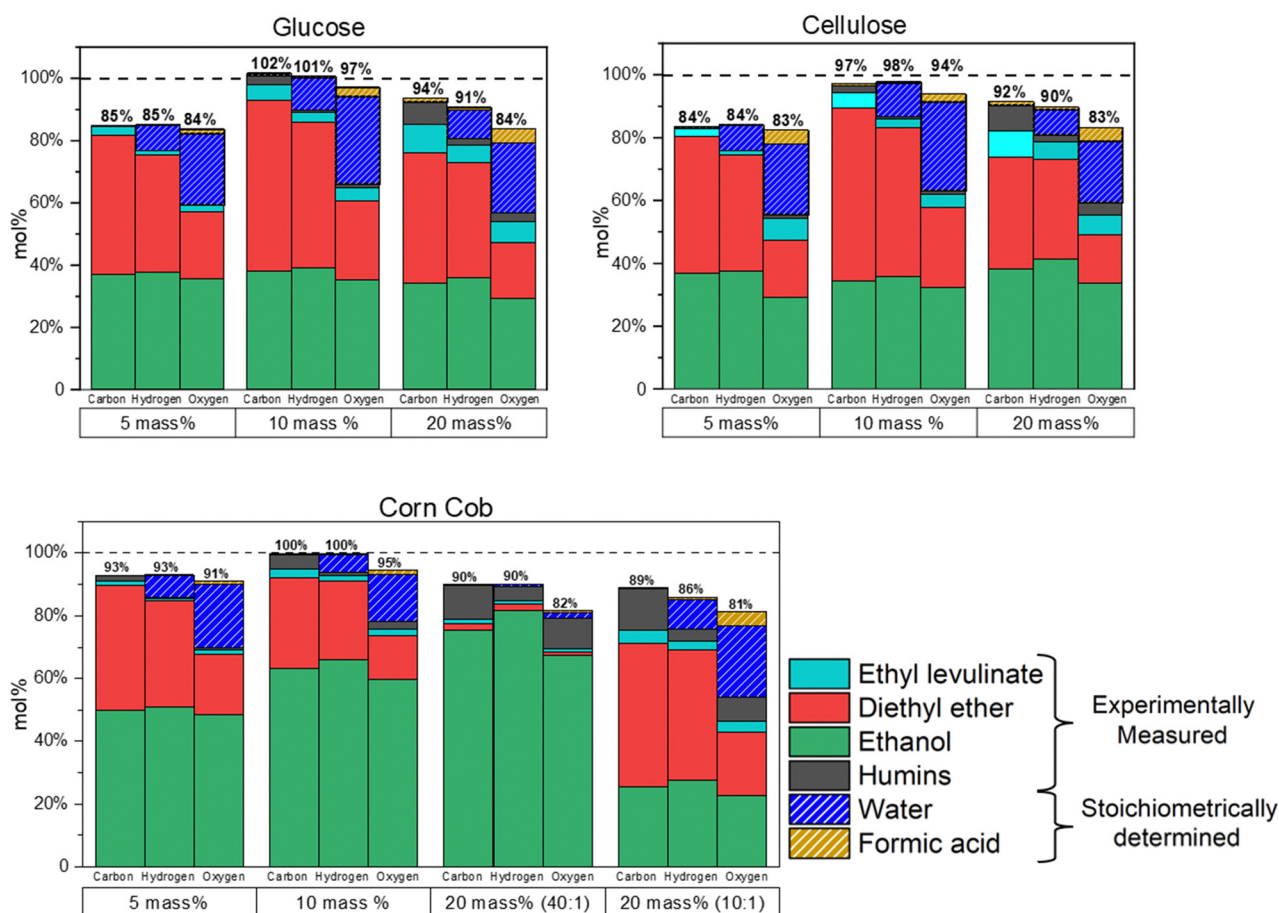 Glucose
mol%
100%
80%
60%
40%
20%
0
85% 85% 84%
102% 101% 97%
94% 91% 84%
Carbon Hydrogen Oxygen Carbon Hydrogen Oxygen Carbon Hydrogen Oxygen
5 mass% 10 mass % 20 mass%
Cellulose
mol%
100%
80%
60%
40%
20%
0
84% 84% 83%
97% 98% 94%
92% 90% 83%
Carbon Hydrogen Oxygen Carbon Hydrogen Oxygen Carbon Hydrogen Oxygen
5 mass% 10 mass % 20 mass%
Corn Cob
mol%
100%
80%
60%
40%
20%
0
93% 93% 91%
100% 100% 95%
90% 90% 82%
89% 86% 81%
Carbon Hydrogen Oxygen Carbon Hydrogen Oxygen Carbon Hydrogen Oxygen Carbon Hydrogen Oxygen
5 mass% 10 mass % 20 mass% (40:1) 20 mass% (10:1)
Ethyl levulinate
Diethyl ether
Ethanol
Humins
Water
Formic acid
Experimentally
Measured
Stoichiometrically
determined